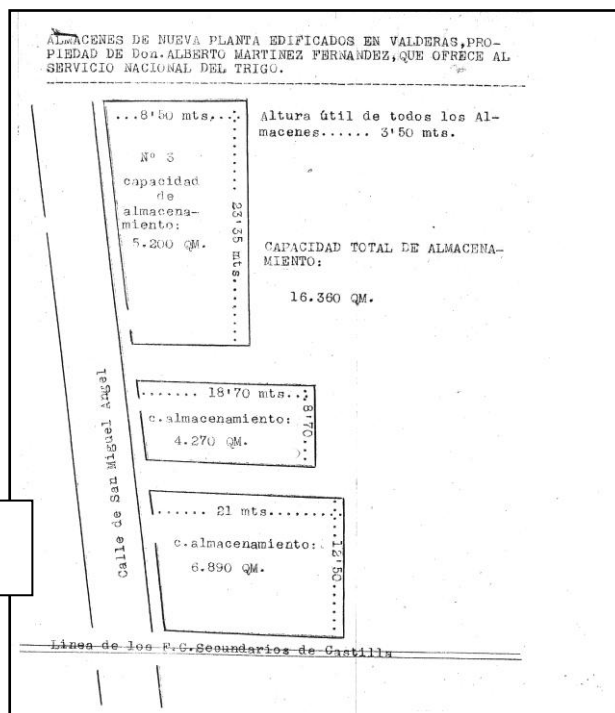 ALMACENES DE NUEVA PLANTA EDIFICADOS EN VALDERAS,PRO-
PIEDAD DE Don.ALBERTO MARTINEZ FERNANDEZ,QUE OFRECE AL
SERVICIO NACIONAL DEL TRIGO.
...8'50 mts...
Altura útil de todos los Al-
macenes...... 3'50 mts.
Nº 3
capacidad
de
almacena-
miento:
5.200 QM.
23'35 mts.
CAPACIDAD TOTAL DE ALMACENA-
MIENTO:
16.360 QM.
Calle de San Miguel Angel
....... 18'70 mts...
8'70
c.almacenamiento:
4.270 QM.
...... 21 mts........
12'50
c.almacenamiento:
6.890 QM.
Linea de los F.C.Secundarios de Castilla